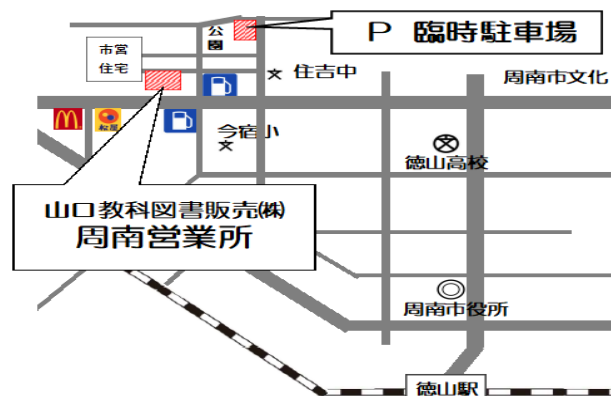 公園
P 臨時駐車場
市営
住宅
住吉中
周南市文化
松屋
今宿小
徳山高校
山口教科図書販売㈱
周南営業所
周南市役所
徳山駅